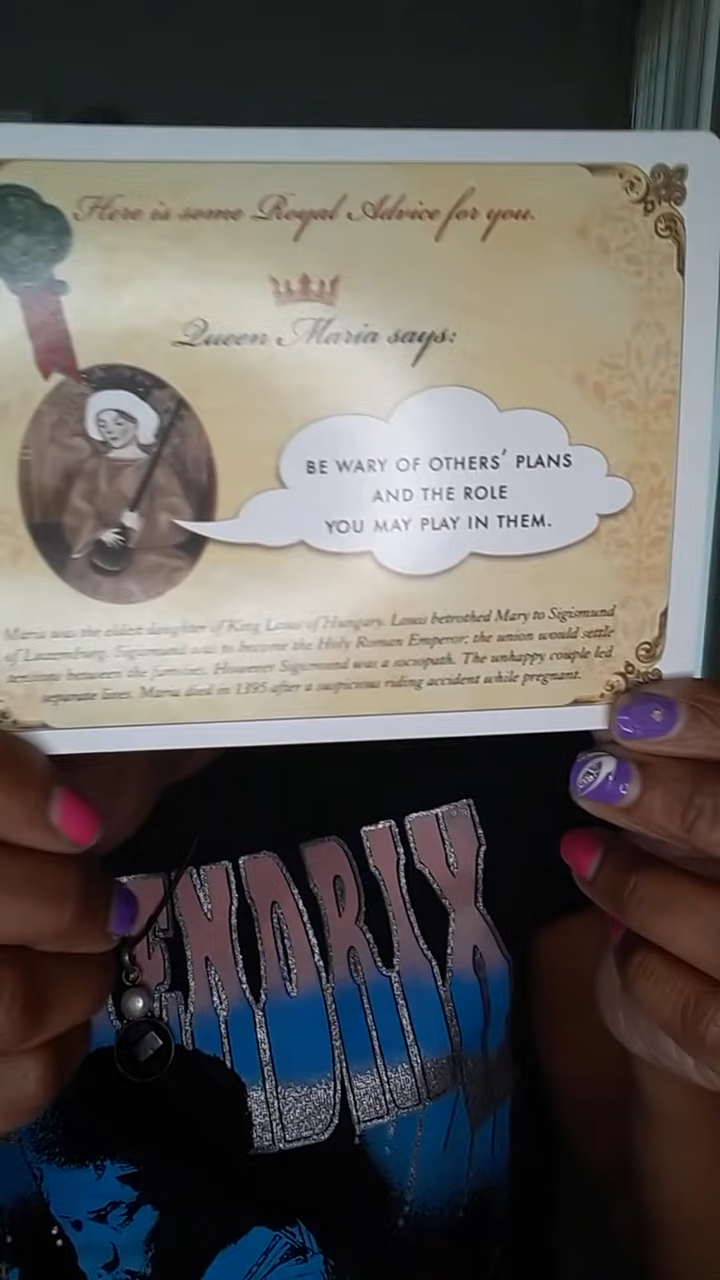 Here is some Royal Advice for you.
Queen Maria says:
BE WARY OF OTHERS' PLANS
AND THE ROLE
YOU MAY PLAY IN THEM.
Maria was the eldest daughter of King Louis of Hungary. Louis betrothed Mary to Sigismund
of Luxemburg. Sigismund was to become the Holy Roman Emperor; the union would settle
tensions between the families. However Sigismund was a sociopath. The unhappy couple led
separate lives. Maria died in 1395 after a suspicious riding accident while pregnant.
ENDRIX